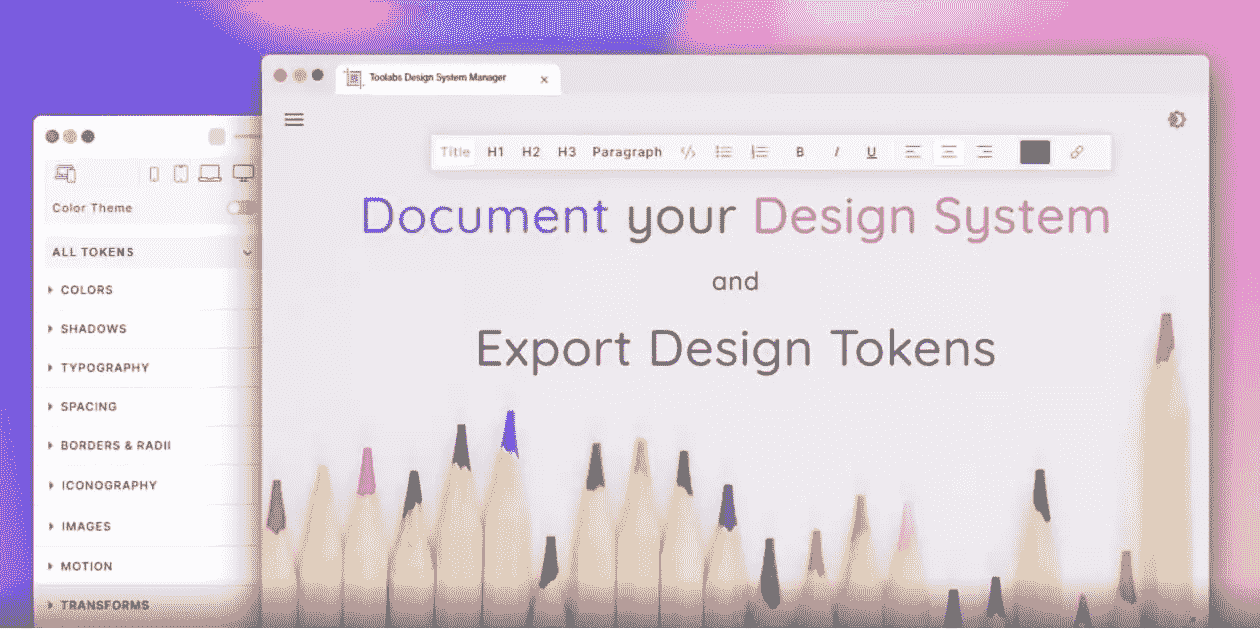 Toolabs Design System Manager
Title H1 H2 H3 Paragraph B I U
Document your Design System
and
Export Design Tokens
Color Theme
ALL TOKENS
COLORS
SHADOWS
TYPOGRAPHY
SPACING
BORDERS & RADII
ICONOGRAPHY
IMAGES
MOTION
TRANSFORMS